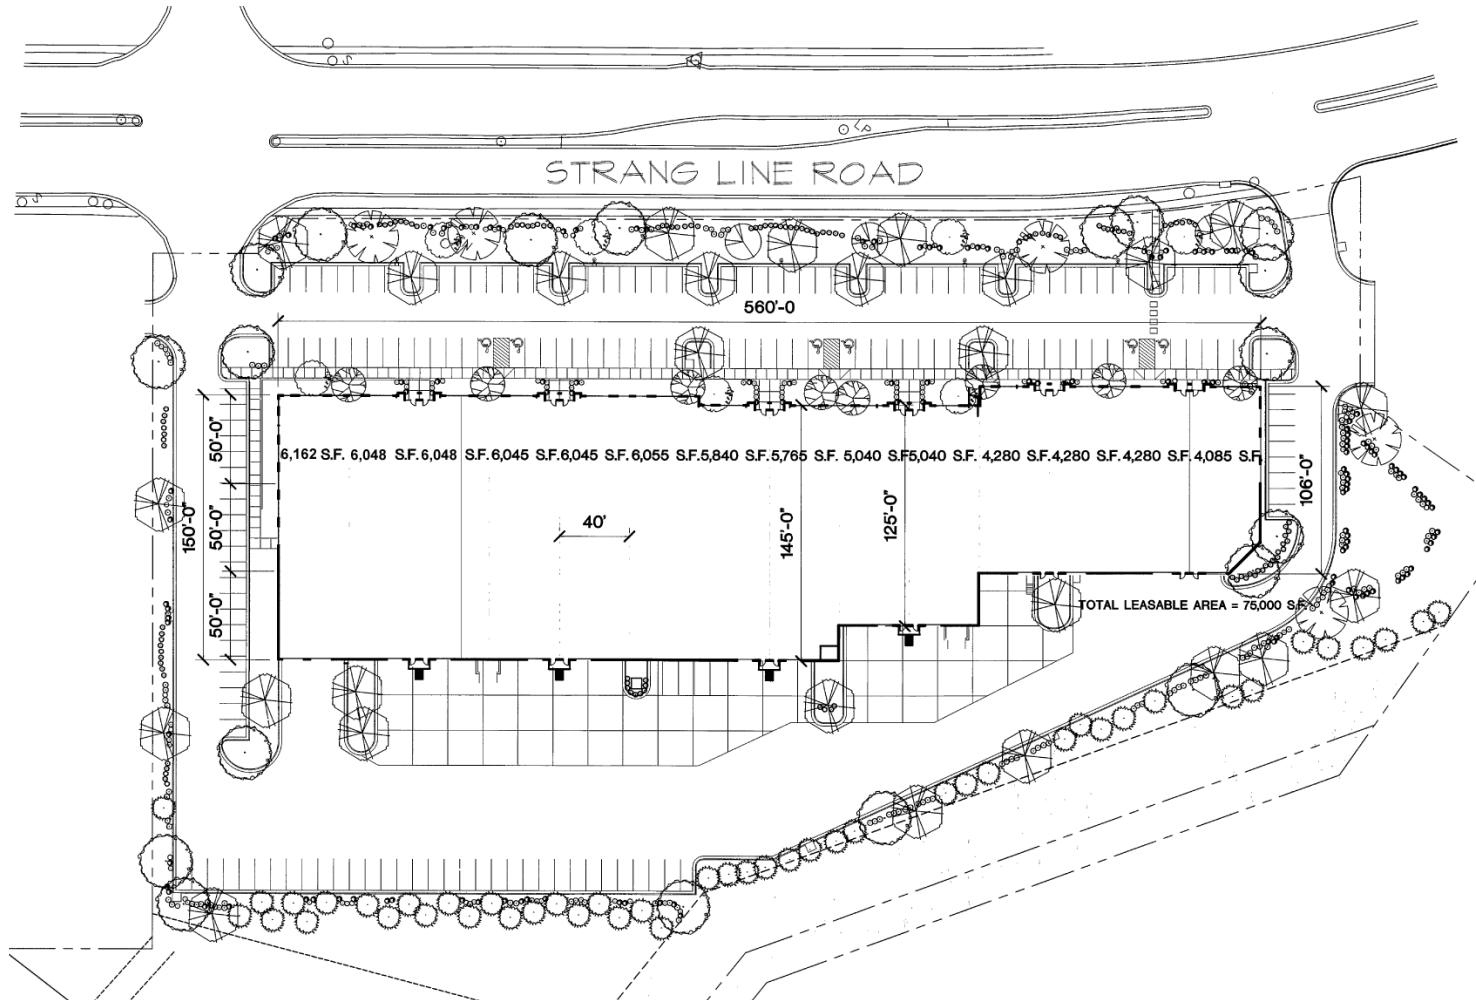 STRANG LINE ROAD
560'-0
6,162 S.F. 6,048 S.F. 6,048 S.F. 6,045 S.F. 6,045 S.F. 6,055 S.F. 5,840 S.F. 5,765 S.F. 5,040 S.F. 5,040 S.F. 4,280 S.F. 4,280 S.F. 4,280 S.F. 4,085 S.F.
50'-0"
50'-0"
50'-0"
150'-0"
40'
145'-0"
125'-0"
106'-0"
TOTAL LEASABLE AREA = 75,000 S.F.
S
S
LP